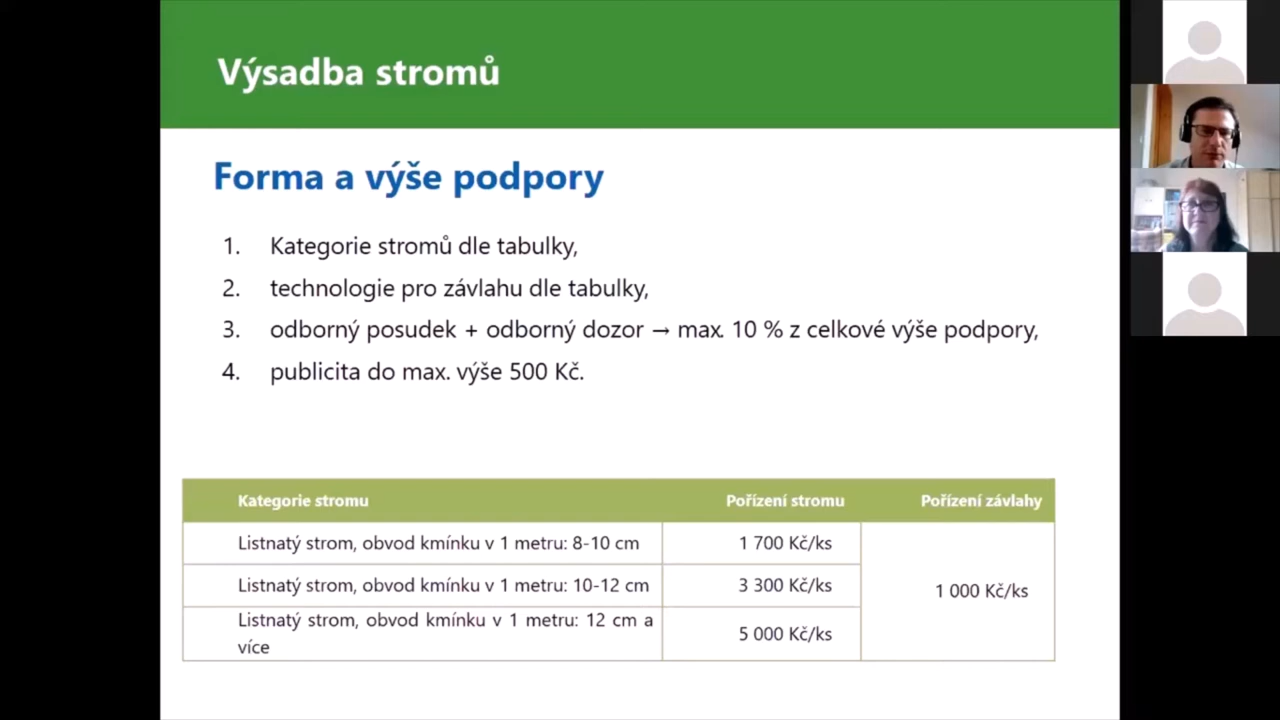 Výsadba stromů
Forma a výše podpory
1. Kategorie stromů dle tabulky,
2. technologie pro závlahu dle tabulky,
3. odborný posudek + odborný dozor → max. 10 % z celkové výše podpory,
4. publicita do max. výše 500 Kč.
Kategorie stromu Pořízení stromu Pořízení závlahy
Listnatý strom, obvod kmínku v 1 metru: 8-10 cm 1 700 Kč/ks
Listnatý strom, obvod kmínku v 1 metru: 10-12 cm 3 300 Kč/ks
1 000 Kč/ks
Listnatý strom, obvod kmínku v 1 metru: 12 cm a
více
5 000 Kč/ks